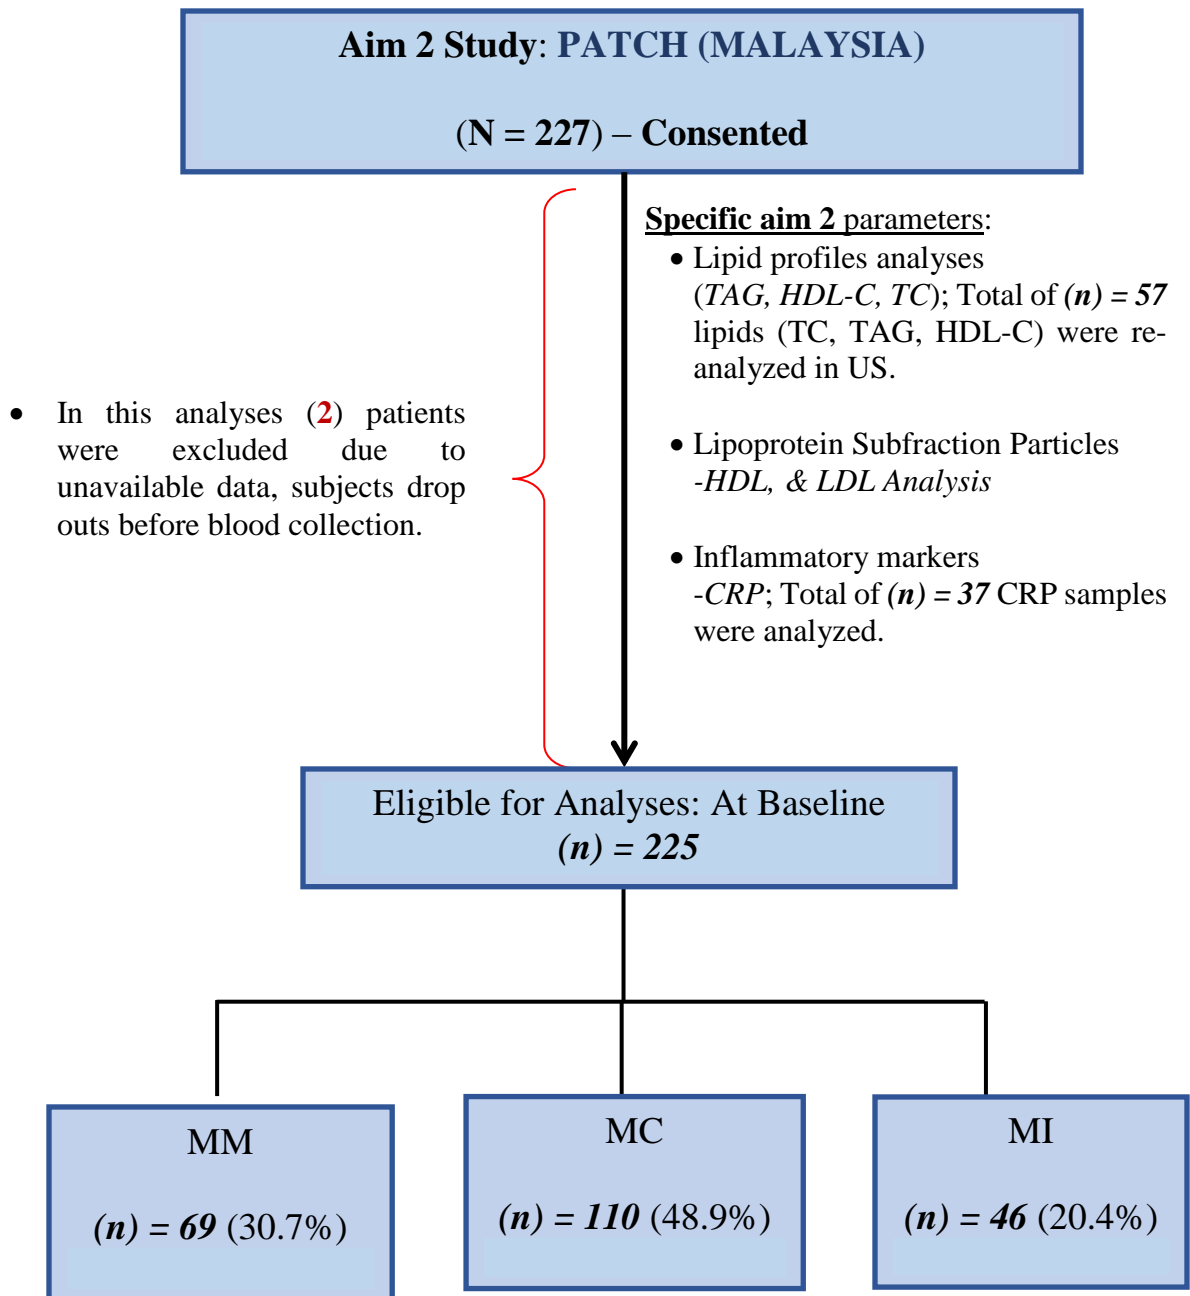 Aim 2 Study: PATCH (MALAYSIA)
(N = 227) – Consented
Specific aim 2 parameters:
• Lipid profiles analyses
(TAG, HDL-C, TC); Total of (n) = 57
lipids (TC, TAG, HDL-C) were re-
analyzed in US.
• Lipoprotein Subfraction Particles
-HDL, & LDL Analysis
• Inflammatory markers
-CRP; Total of (n) = 37 CRP samples
were analyzed.
• In this analyses (2) patients
were excluded due to
unavailable data, subjects drop
outs before blood collection.
Eligible for Analyses: At Baseline
(n) = 225
MM
(n) = 69 (30.7%)
MC
(n) = 110 (48.9%)
MI
(n) = 46 (20.4%)